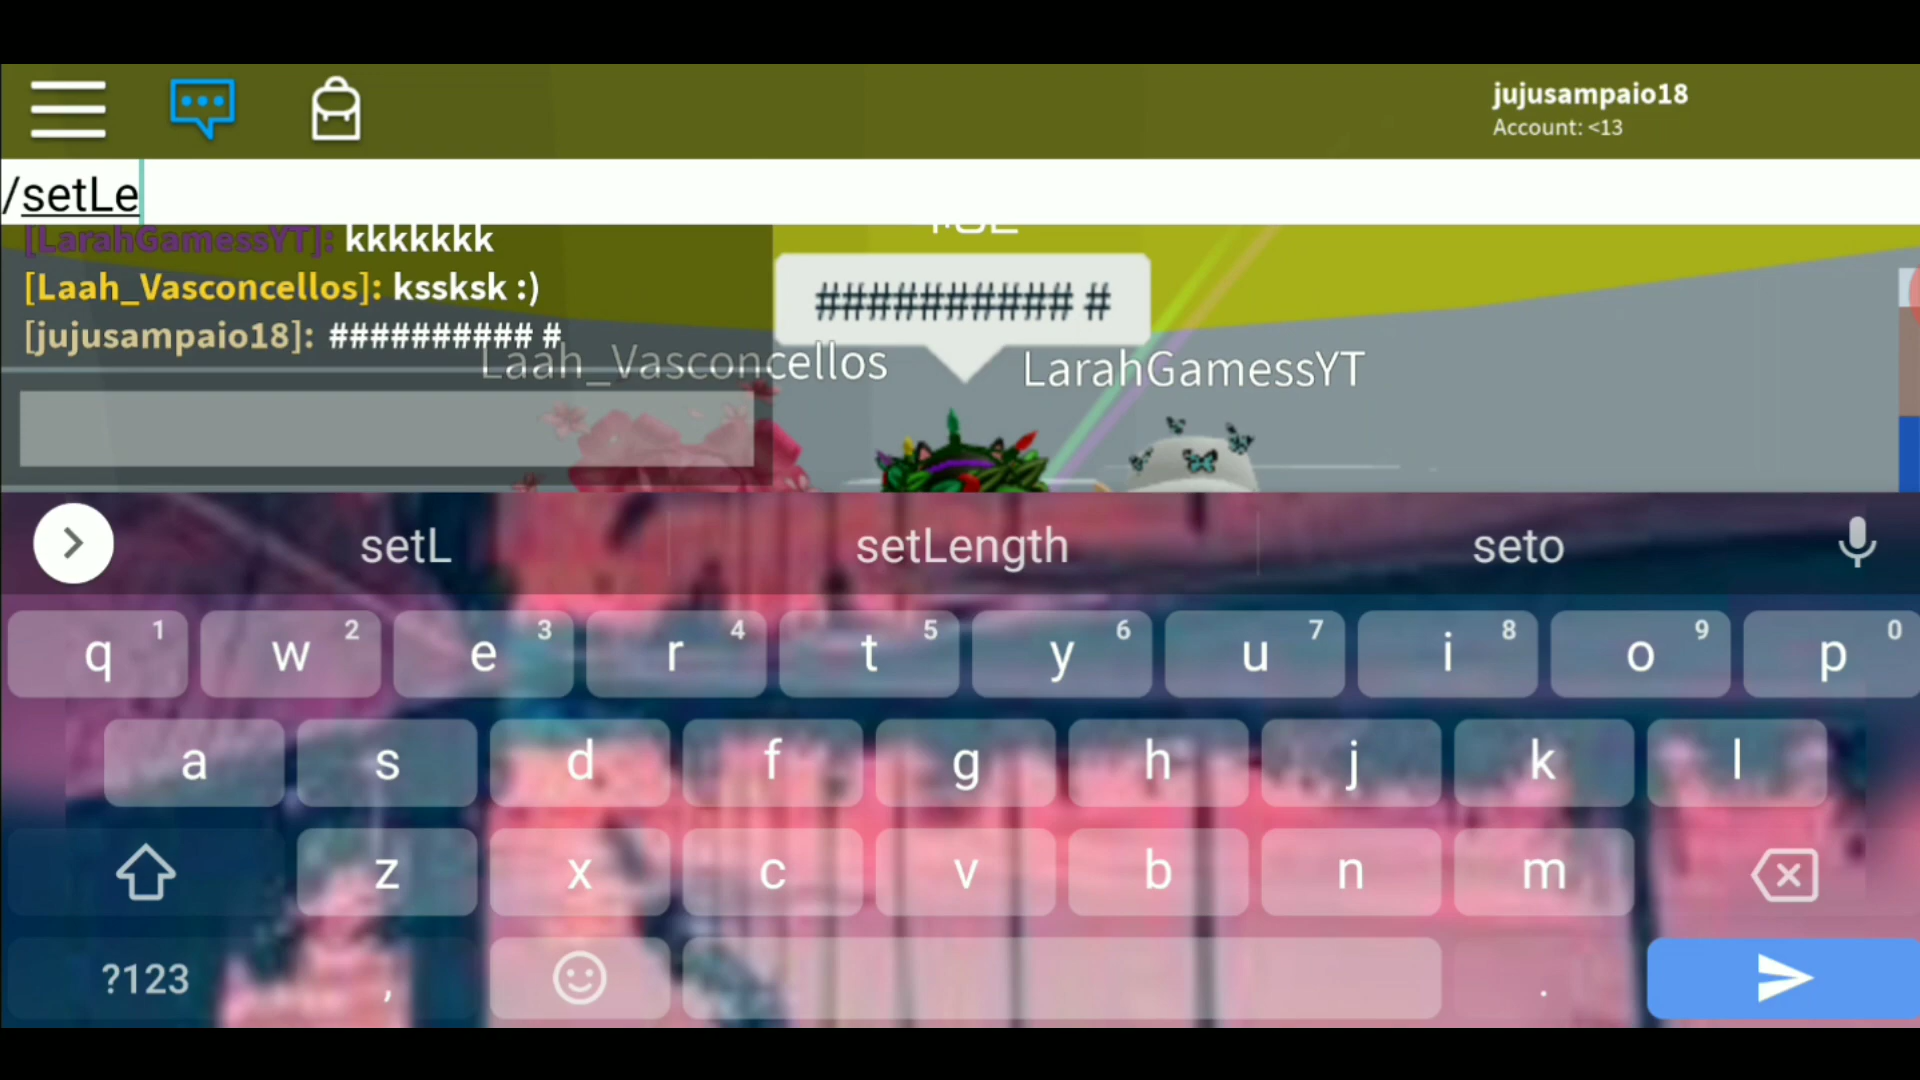 jujusampaio18
Account: <13
/setLe
[LarahGamessYT]: kkkkkkk
[Laah_Vasconcellos]: kssksk :)
[jujusampaio18]: ########## #
########## #
Laah_Vasconcellos
LarahGamessYT
setL setLength seto
q 1 w 2 e 3 r 4 t 5 y 6 u 7 i 8 o 9 p 0
a s d f g h j k l
z x c v b n m
?123 , .